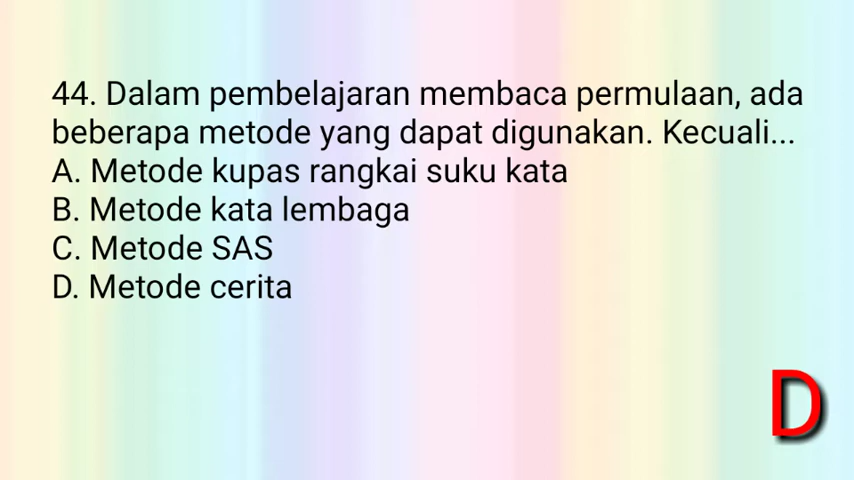 44. Dalam pembelajaran membaca permulaan, ada
beberapa metode yang dapat digunakan. Kecuali...
A. Metode kupas rangkai suku kata
B. Metode kata lembaga
C. Metode SAS
D. Metode cerita
D